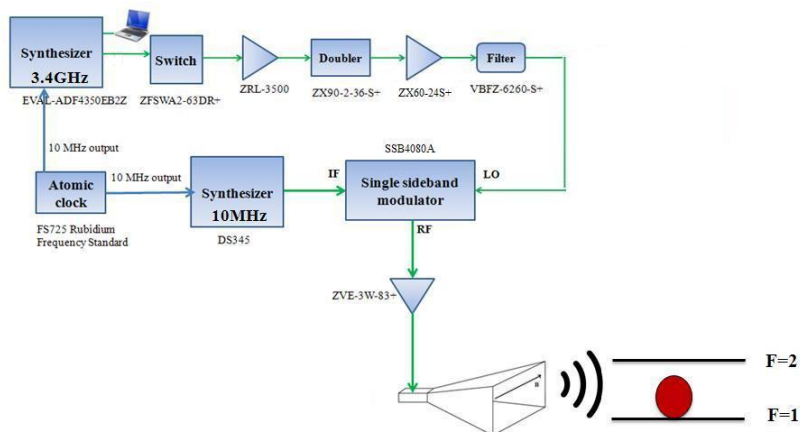 Synthesizer
3.4GHz
EVAL-ADF4350EB2Z
Switch
ZFSWA2-63DR+
ZRL-3500
Doubler
ZX90-2-36-S+
ZX60-24S+
Filter
VBFZ-6260-S+
10 MHz output
10 MHz output
Atomic
clock
FS725 Rubidium
Frequency Standard
Synthesizer
10MHz
DS345
IF
SSB4080A
Single sideband
modulator
LO
RF
ZVE-3W-83+
B
F=2
F=1